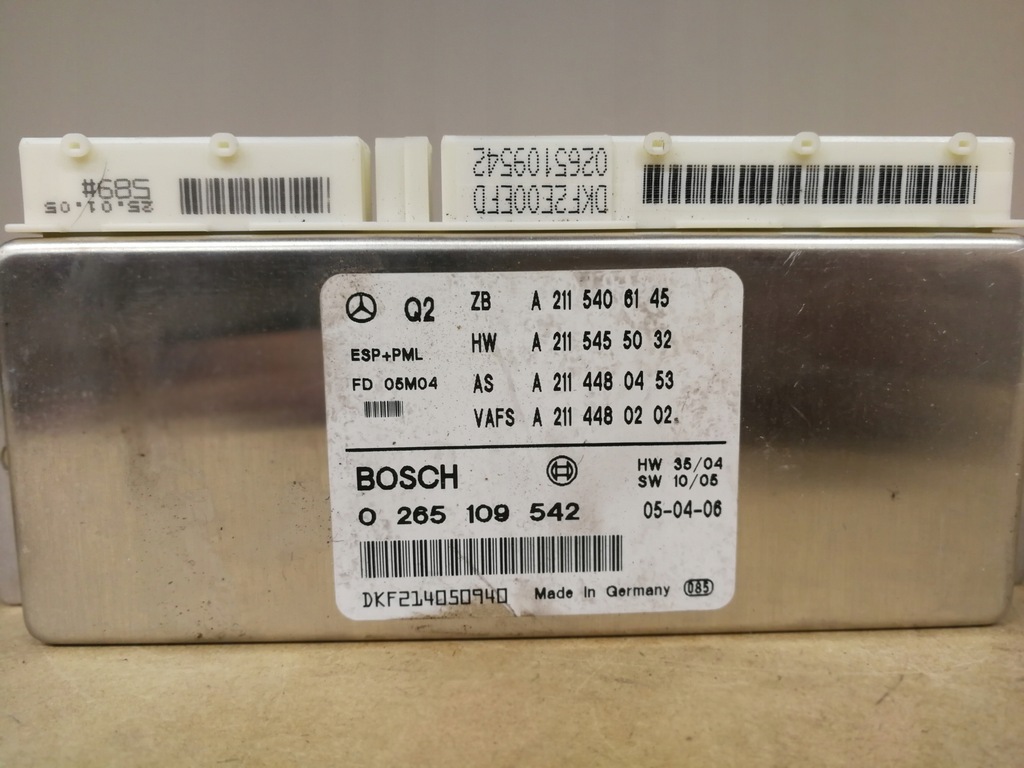 589#
25.01.05
DKF2E00EFD
0265109542
Q2
ESP+PML
FD 05M04
ZB A 211 540 61 45
HW A 211 545 50 32
AS A 211 448 04 53
VAFS A 211 448 02 02
BOSCH
HW 35/04
SW 10/05
0 265 109 542
05-04-06
DKF214050940
Made In Germany 085